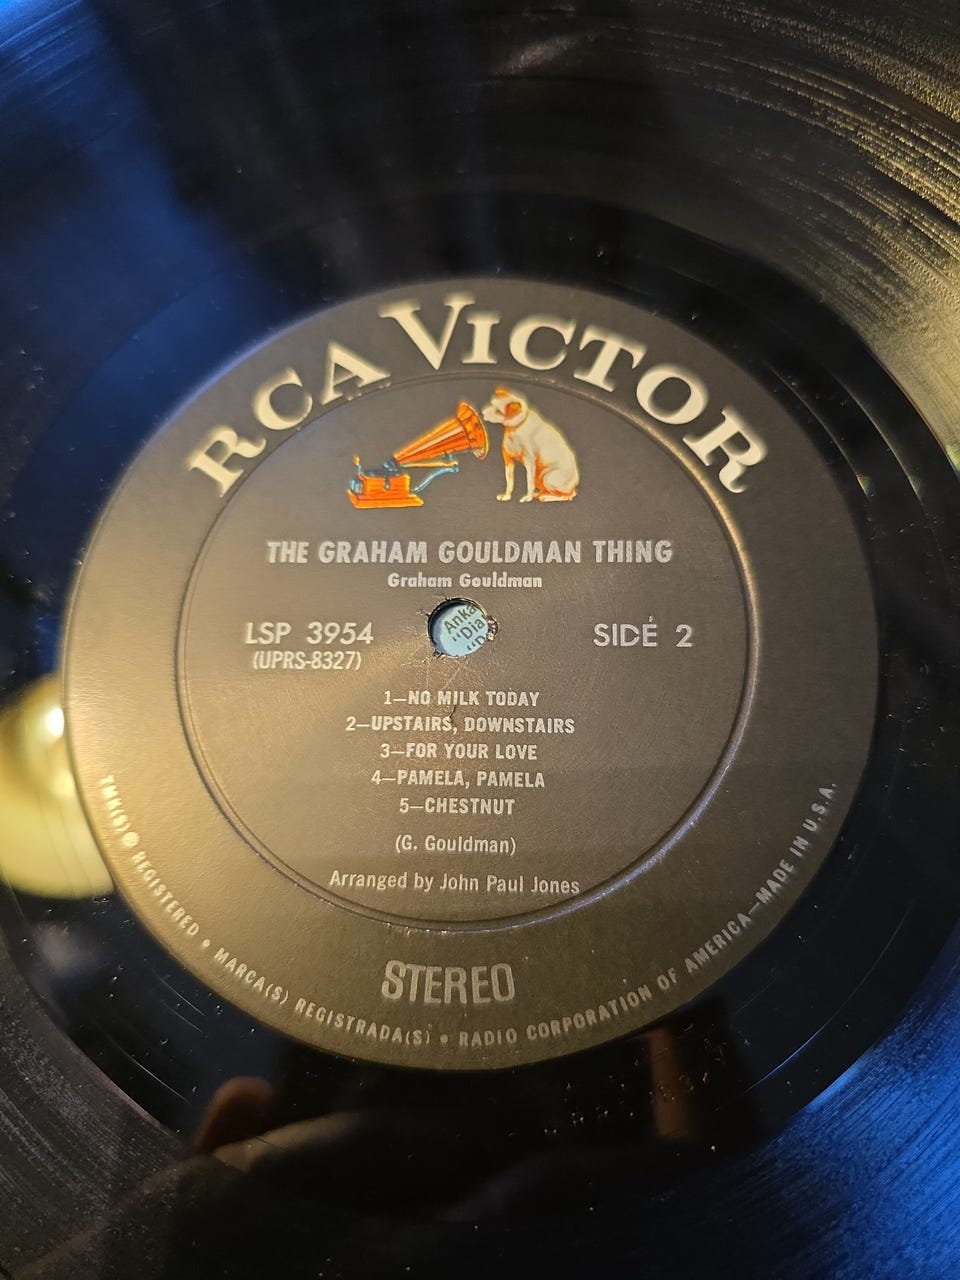 RCA VICTOR
THE GRAHAM GOULDMAN THING
Graham Gouldman
LSP 3954
(UPRS-8327)
SIDE 2
Anka
"Dia
1—NO MILK TODAY
2—UPSTAIRS, DOWNSTAIRS
3—FOR YOUR LOVE
4—PAMELA, PAMELA
5—CHESTNUT
(G. Gouldman)
Arranged by John Paul Jones
STEREO
TMK(S) ® REGISTERED • MARCA(S) REGISTRADA(S) • RADIO CORPORATION OF AMERICA—MADE IN U.S.A.